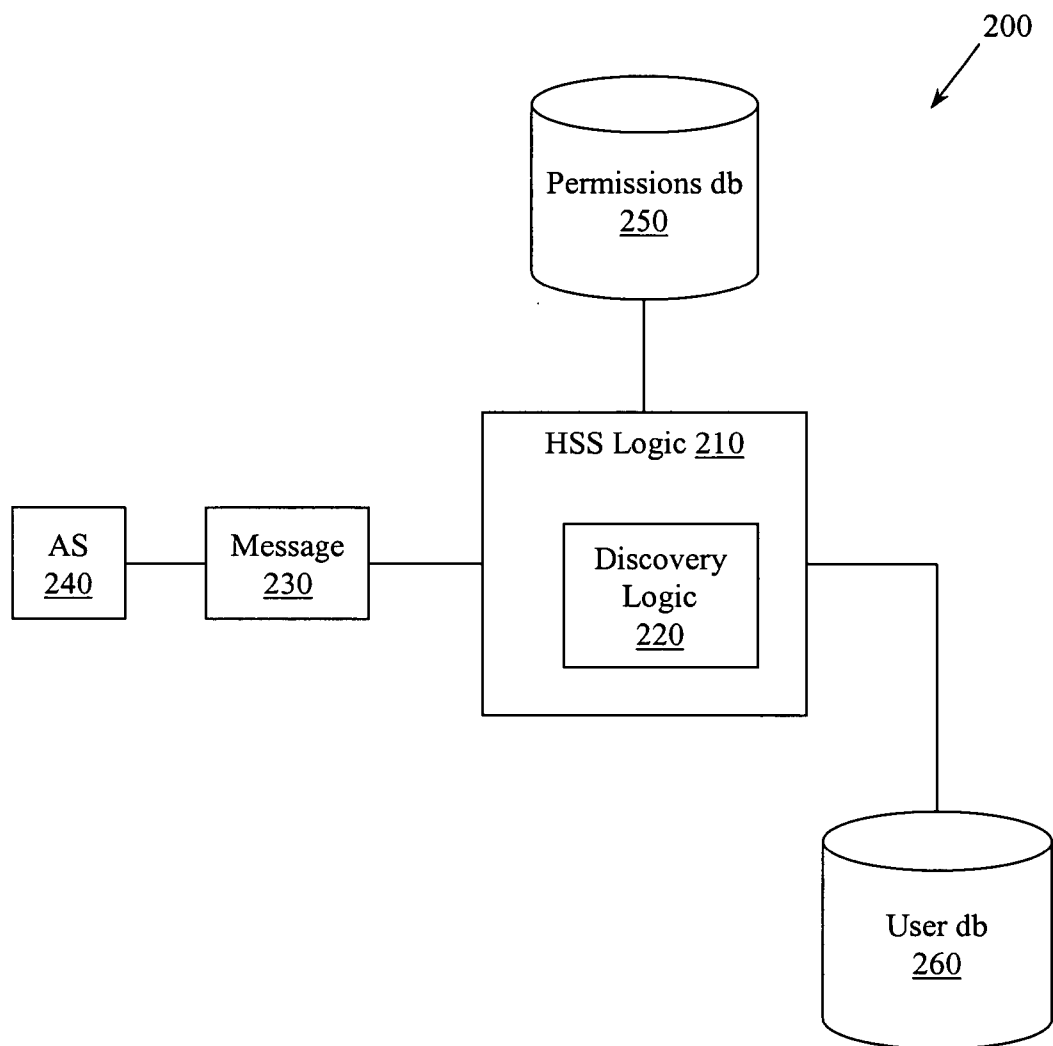 200
Permissions db
250
HSS Logic 210
AS
240
Message
230
Discovery
Logic
220
User db
260